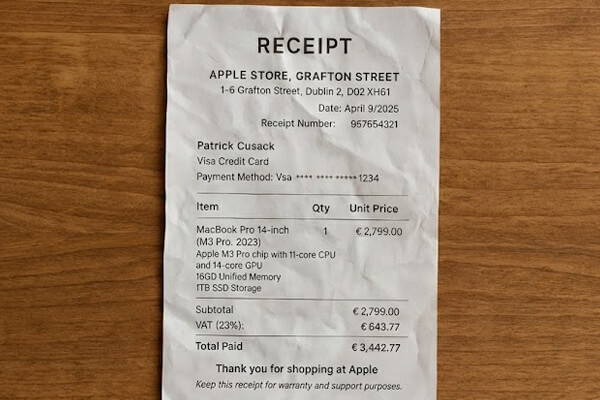 RECEIPT
APPLE STORE, GRAFTON STREET
1-6 Grafton Street, Dublin 2, D02 XH61
Date: April 9/2025
Receipt Number: 957654321
Patrick Cusack
Visa Credit Card
Payment Method: Vsa **** **** *****1234
Item Qty Unit Price
MacBook Pro 14-inch 1 € 2,799.00
(M3 Pro. 2023)
Apple M3 Pro chip with 11-core CPU
and 14-core GPU
16GD Unified Memory
1TB SSD Storage
Subtotal € 2,799.00
VAT (23%): € 643.77
Total Paid € 3,442.77
Thank you for shopping at Apple
Keep this receipt for warranty and support purposes.